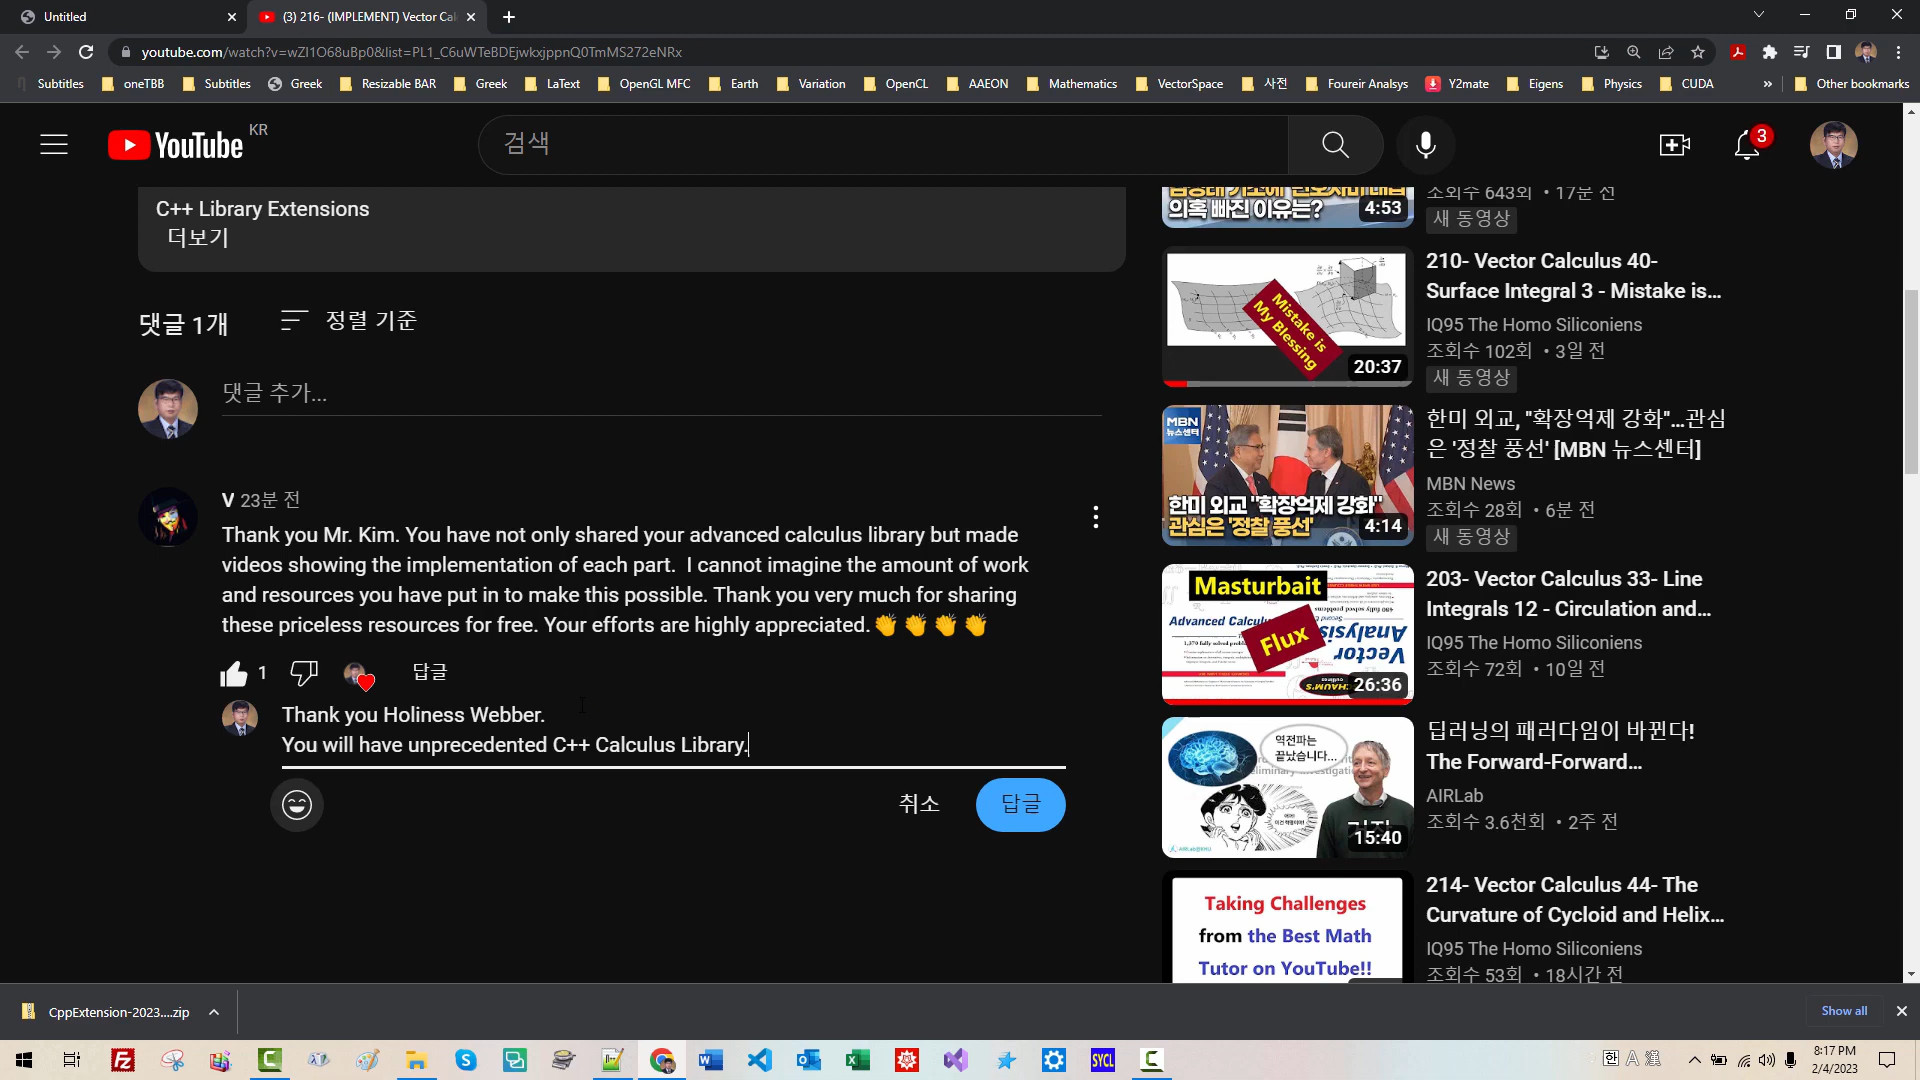 Untitled
(3) 216- (IMPLEMENT) Vector Cal
youtube.com/watch?v=wZI1O68uBp0&list=PL1_C6uWTeBDEjwkxjppnQ0TmMS272eNRx
Subtitles
oneTBB
Subtitles
Greek
Resizable BAR
Greek
LaText
OpenGL MFC
Earth
Variation
OpenCL
AAEON
Mathematics
VectorSpace
사전
Foureir Analsys
Y2mate
Eigens
Physics
CUDA
»
Other bookmarks
YouTube KR
검색
3
C++ Library Extensions
더보기
댓글 1개
정렬 기준
댓글 추가...
V 23분 전
Thank you Mr. Kim. You have not only shared your advanced calculus library but made
videos showing the implementation of each part. I cannot imagine the amount of work
and resources you have put in to make this possible. Thank you very much for sharing
these priceless resources for free. Your efforts are highly appreciated. 👏 👏 👏 👏
1
답글
Thank you Holiness Webber.
You will have unprecedented C++ Calculus Library.
취소
답글
의혹 빠진 이유는?
4:53
조회수 643회 • 17분 전
새 동영상
Mistake is
My Blessing
20:37
210- Vector Calculus 40-
Surface Integral 3 - Mistake is...
IQ95 The Homo Siliconiens
조회수 102회 • 3일 전
새 동영상
MBN
뉴스센터
한미 외교 "확장억제 강화"
관심은 '정찰 풍선'
4:14
한미 외교, "확장억제 강화"...관심
은 '정찰 풍선' [MBN 뉴스센터]
MBN News
조회수 28회 • 6분 전
새 동영상
Masturbait
Advanced Calculu
Flux
Vector
Analysis
SCHAUM'S
26:36
203- Vector Calculus 33- Line
Integrals 12 - Circulation and...
IQ95 The Homo Siliconiens
조회수 72회 • 10일 전
역전파는
끝났습니다...
15:40
딥러닝의 패러다임이 바뀐다!
The Forward-Forward...
AIRLab
조회수 3.6천회 • 2주 전
Taking Challenges
from the Best Math
Tutor on YouTube!!
214- Vector Calculus 44- The
Curvature of Cycloid and Helix...
IQ95 The Homo Siliconiens
조회수 53회 • 18시간 전
CppExtension-2023....zip
Show all
SYCL
한 A 漢
8:17 PM
2/4/2023